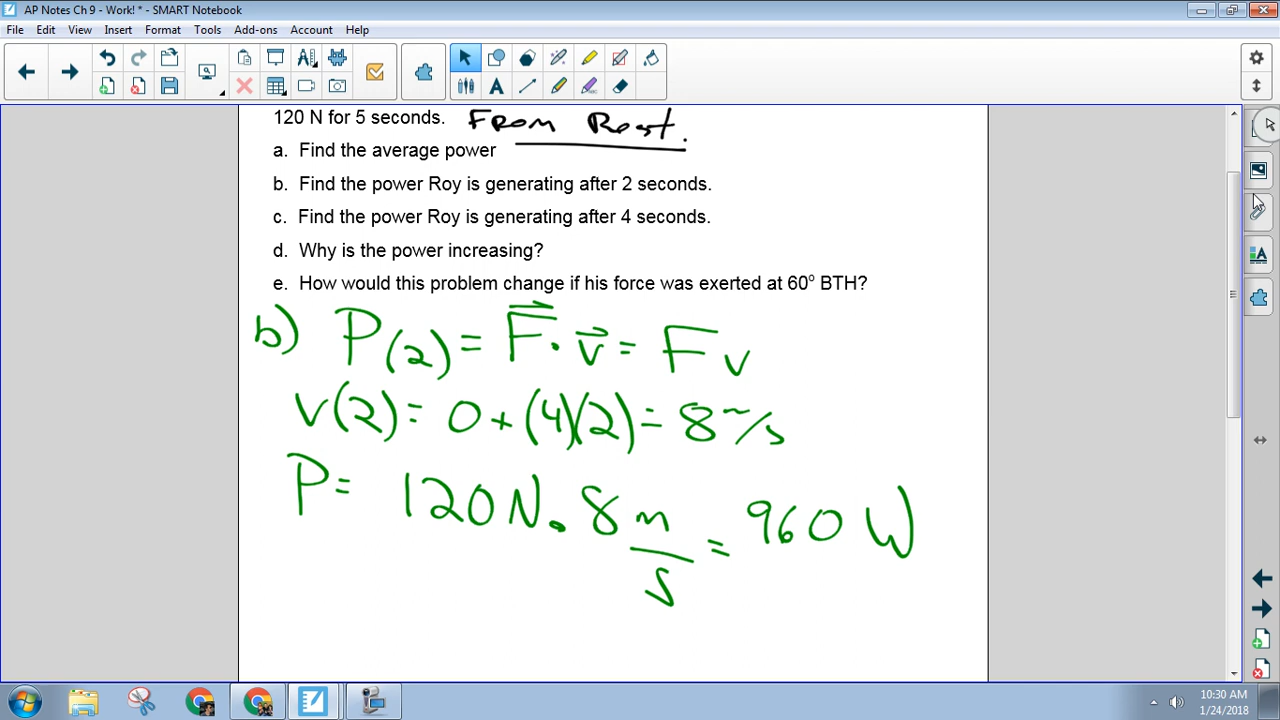 AP Notes Ch 9 - Work! * - SMART Notebook
File Edit View Insert Format Tools Add-ons Account Help
120 N for 5 seconds. From Rest.
a. Find the average power
b. Find the power Roy is generating after 2 seconds.
c. Find the power Roy is generating after 4 seconds.
d. Why is the power increasing?
e. How would this problem change if his force was exerted at 60° BTH?
b) P(2) = F⃗ · v⃗ = Fv
v(2) = 0 + (4)(2) = 8 m/s
P = 120 N · 8 m/s = 960 W
10:30 AM
1/24/2018